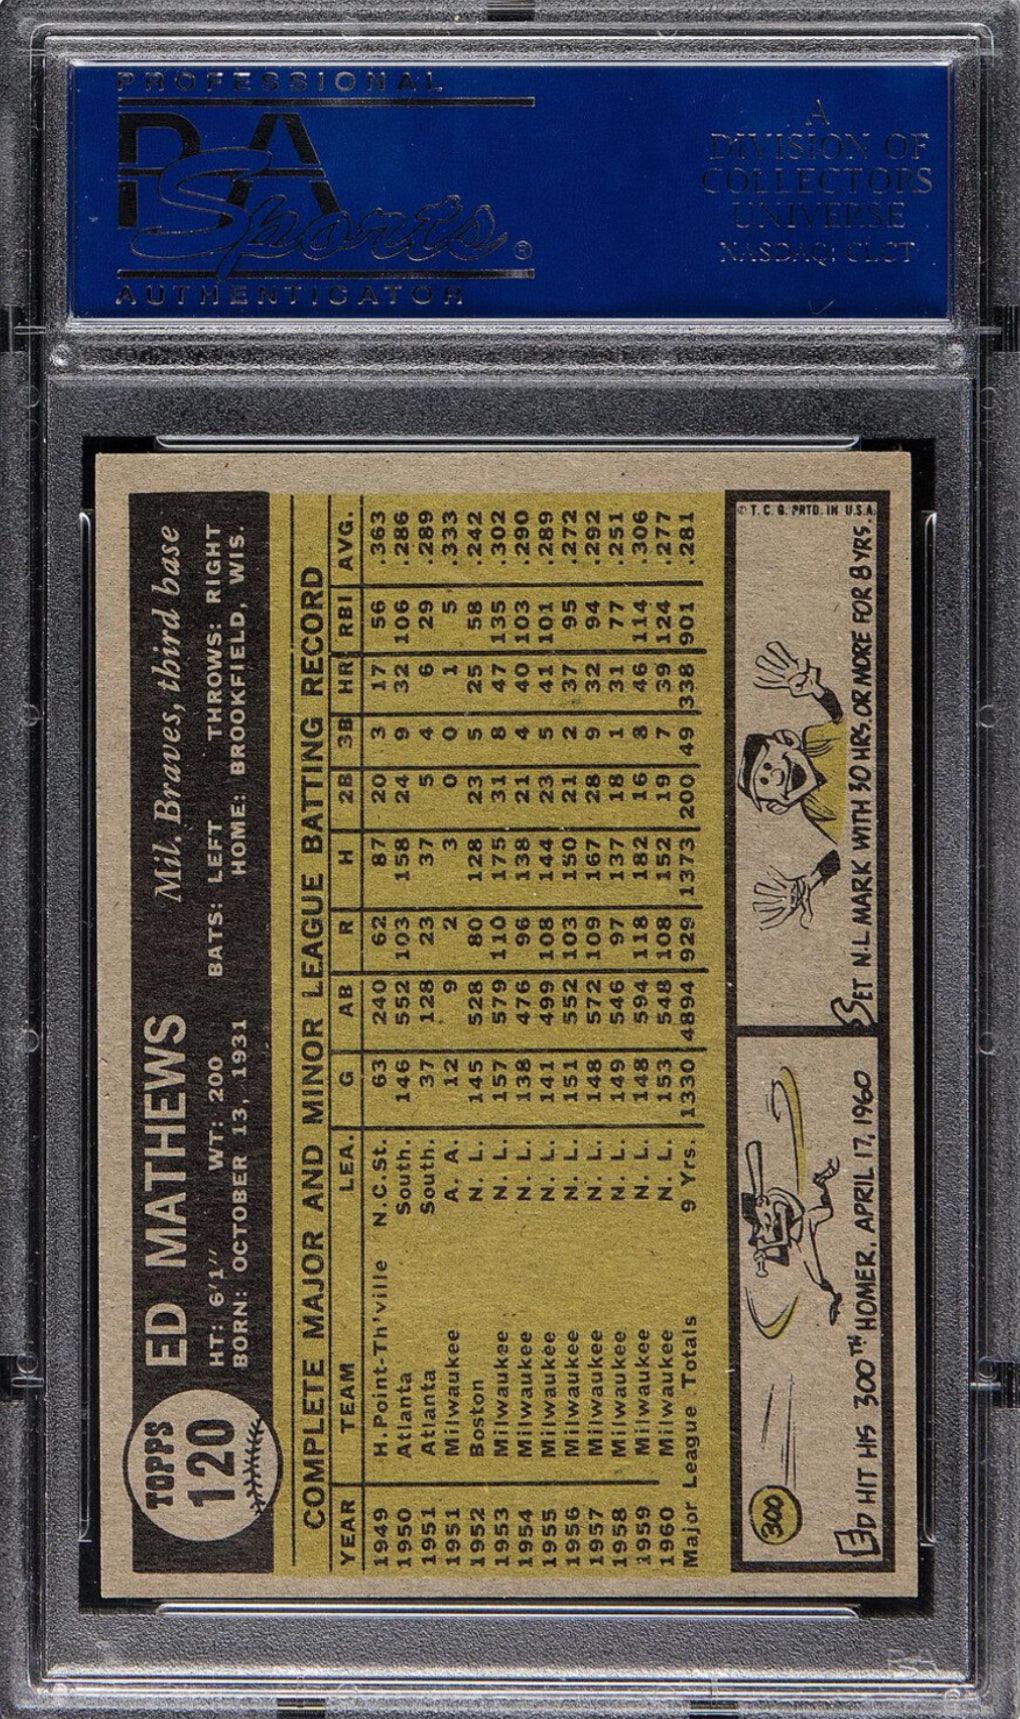 PROFESSIONAL
PSA
Sports®
AUTHENTICATOR
A
DIVISION OF
COLLECTORS
UNIVERSE
NASDAQ: CLCT
TOPPS
120
ED MATHEWS Mil. Braves, third base
HT: 6'1" WT: 200 BATS: LEFT THROWS: RIGHT
BORN: OCTOBER 13, 1931 HOME: BROOKFIELD, WIS.
COMPLETE MAJOR AND MINOR LEAGUE BATTING RECORD
YEAR TEAM LEA. G AB R H 2B 3B HR RBI AVG.
1949 H.Point-Th'ville N.C.St. 63 240 62 87 20 3 17 56 .363
1950 Atlanta South. 146 552 103 158 24 9 32 106 .286
1951 Atlanta South. 37 128 23 37 5 4 6 29 .289
1951 Milwaukee A. A. 12 9 2 3 0 0 1 5 .333
1952 Boston N. L. 145 528 80 128 23 5 25 58 .242
1953 Milwaukee N. L. 157 579 110 175 31 8 47 135 .302
1954 Milwaukee N. L. 138 476 96 138 21 4 40 103 .290
1955 Milwaukee N. L. 141 499 108 144 23 5 41 101 .289
1956 Milwaukee N. L. 151 552 103 150 21 2 37 95 .272
1957 Milwaukee N. L. 148 572 109 167 28 9 32 94 .292
1958 Milwaukee N. L. 149 546 97 137 18 1 31 77 .251
1959 Milwaukee N. L. 148 594 118 182 16 8 46 114 .306
1960 Milwaukee N. L. 153 548 108 152 19 7 39 124 .277
Major League Totals 9 Yrs. 1330 4894 929 1373 200 49 338 901 .281
300
ED HIT HIS 300TH HOMER, APRIL 17, 1960
© T. C. G. PRTD. IN U.S.A.
SET N.L. MARK WITH 30 HRS. OR MORE FOR 8 YRS.
PSA